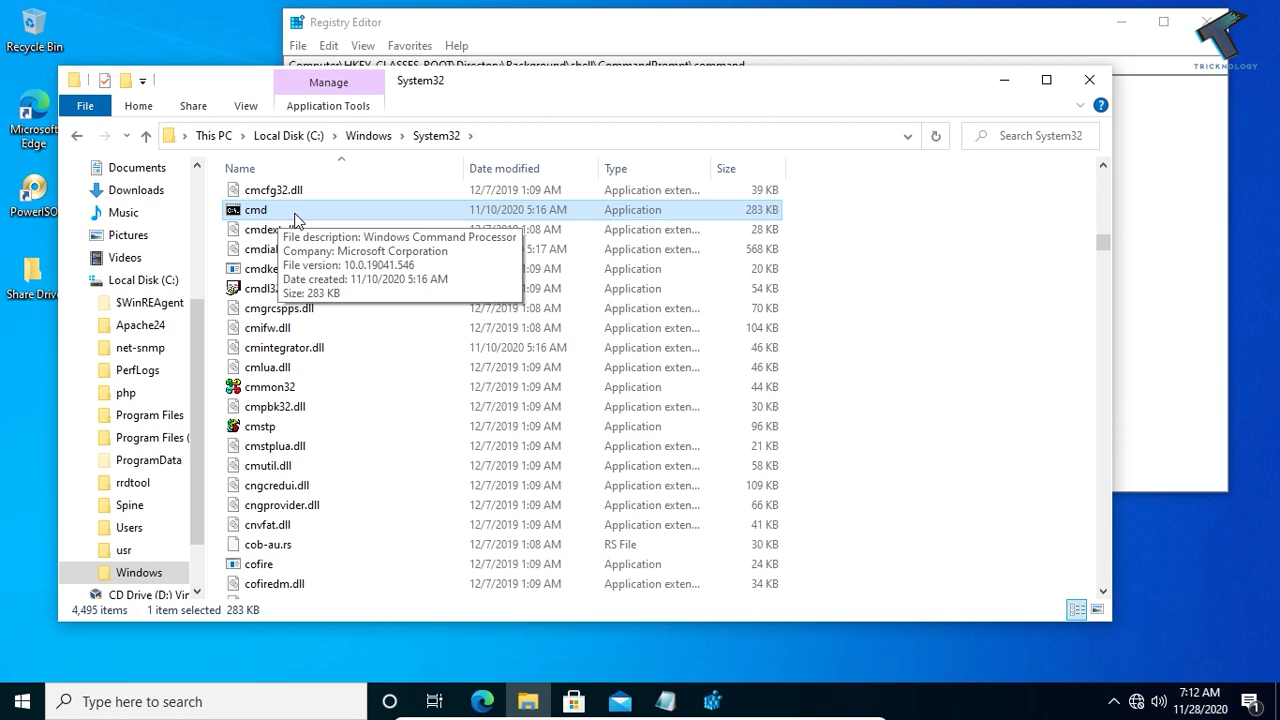 Recycle Bin
Registry Editor
File Edit View Favorites Help
Computer\HKEY_CLASSES_ROOT\Directory\Background\shell\CommandPrompt\command
TRICKNOLOGY
Manage
System32
File Home Share View Application Tools
This PC > Local Disk (C:) > Windows > System32 >
Search System32
Microsoft
Edge
PowerISO
Share Drive
Documents
Downloads
Music
Pictures
Videos
Local Disk (C:)
$WinREAgent
Apache24
net-snmp
PerfLogs
php
Program Files
Program Files (
ProgramData
rrdtool
Spine
Users
usr
Windows
CD Drive (D:) Vir
Name Date modified Type Size
cmcfg32.dll 12/7/2019 1:09 AM Application exten... 39 KB
cmd 11/10/2020 5:16 AM Application 283 KB
12/7/2019 1:08 AM Application exten... 28 KB
5:17 AM Application exten... 568 KB
1:09 AM Application 20 KB
1:09 AM Application exten... 54 KB
cmgrcspps.dll 12/7/2019 1:08 AM Application exten... 70 KB
cmifw.dll 12/7/2019 1:08 AM Application exten... 104 KB
cmintegrator.dll 11/10/2020 5:16 AM Application exten... 46 KB
cmlua.dll 12/7/2019 1:09 AM Application exten... 46 KB
cmmon32 12/7/2019 1:09 AM Application 44 KB
cmpbk32.dll 12/7/2019 1:09 AM Application exten... 30 KB
cmstp 12/7/2019 1:09 AM Application 96 KB
cmstplua.dll 12/7/2019 1:09 AM Application exten... 21 KB
cmutil.dll 12/7/2019 1:09 AM Application exten... 58 KB
cngcredui.dll 12/7/2019 1:09 AM Application exten... 109 KB
cngprovider.dll 12/7/2019 1:09 AM Application exten... 66 KB
cnvfat.dll 12/7/2019 1:09 AM Application exten... 41 KB
cob-au.rs 12/7/2019 1:08 AM RS File 30 KB
cofire 12/7/2019 1:09 AM Application 24 KB
cofiredm.dll 12/7/2019 1:09 AM Application exten... 34 KB
File description: Windows Command Processor
Company: Microsoft Corporation
File version: 10.0.19041.546
Date created: 11/10/2020 5:16 AM
Size: 283 KB
4,495 items 1 item selected 283 KB
Type here to search
7:12 AM
11/28/2020
1